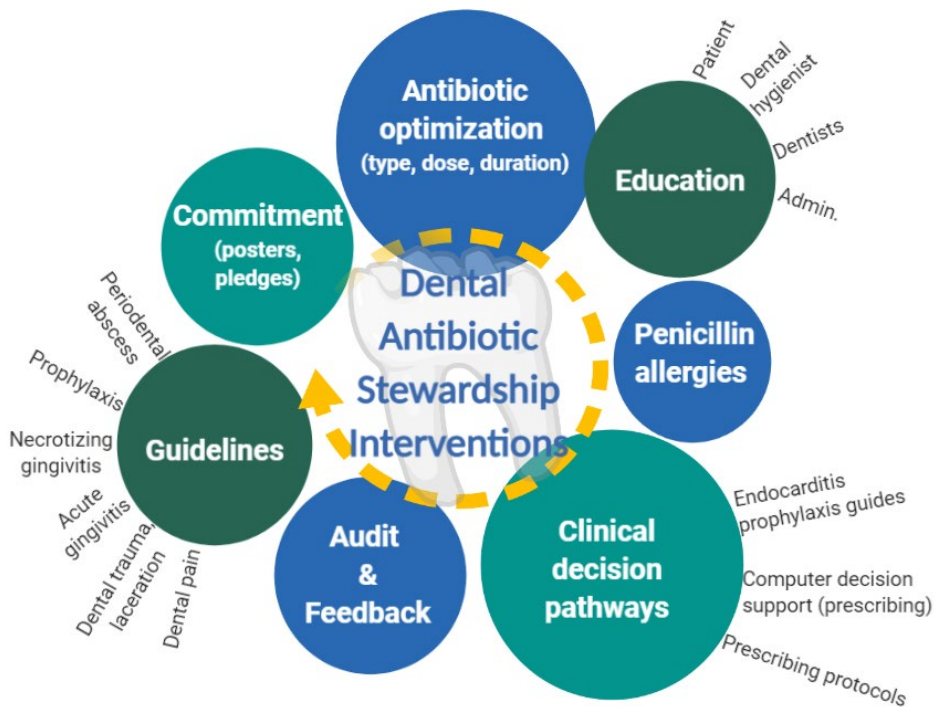 Antibiotic
optimization
(type, dose, duration)
Patient
Dental
hygienist
Dentists
Admin.
Education
Commitment
(posters,
pledges)
Dental
Antibiotic
Stewardship
Interventions
Penicillin
allergies
Periodental
abscess
Prophylaxis
Necrotizing
gingivitis
Acute
gingivitis
Dental trauma,
laceration
Dental pain
Guidelines
Audit
&
Feedback
Clinical
decision
pathways
Endocarditis
prophylaxis guides
Computer decision
support (prescribing)
Prescribing protocols